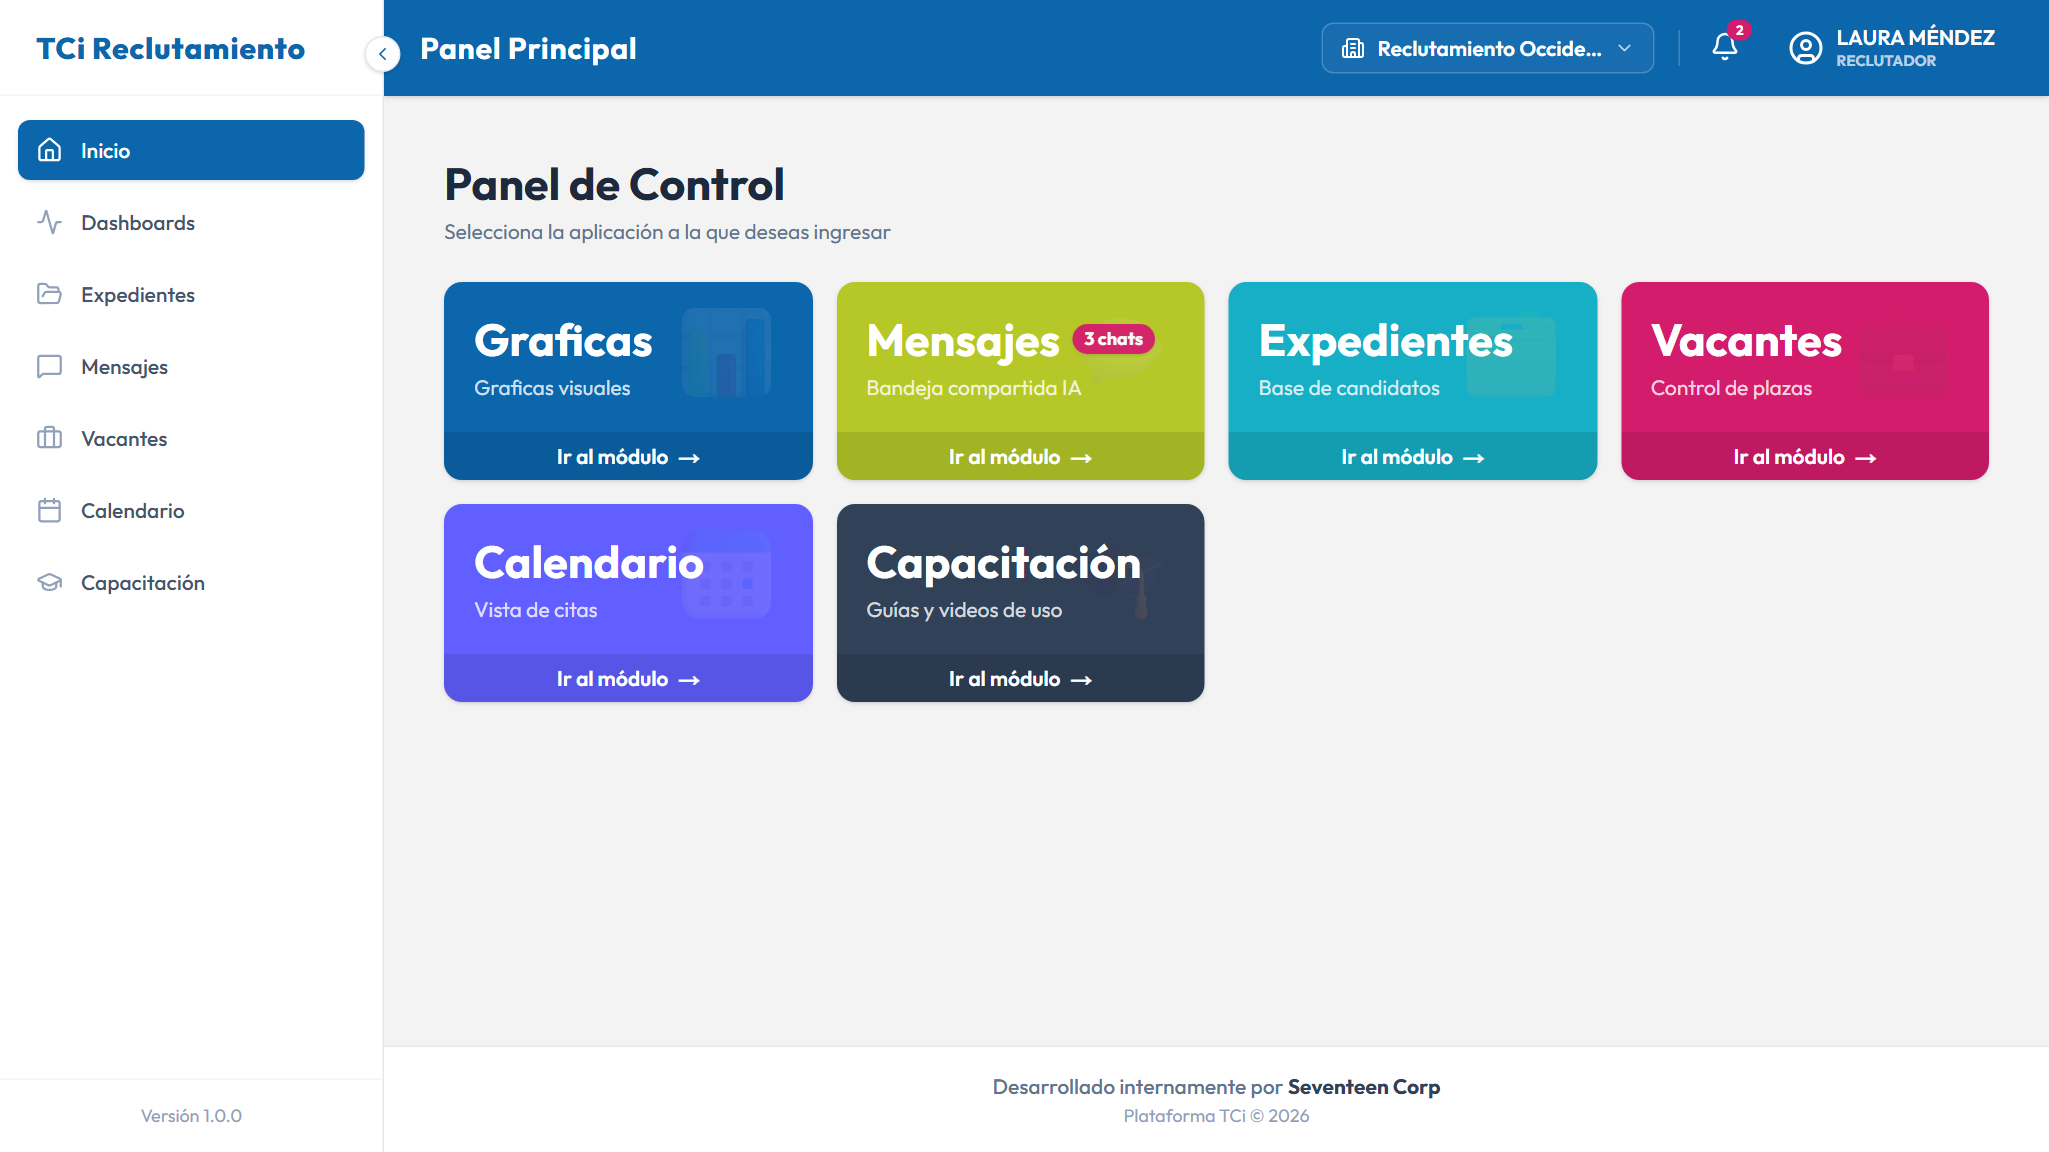 TCi Reclutamiento
Panel Principal
Reclutamiento Occide...
2
LAURA MÉNDEZ
RECLUTADOR
Inicio
Dashboards
Expedientes
Mensajes
Vacantes
Calendario
Capacitación
Versión 1.0.0
Panel de Control
Selecciona la aplicación a la que deseas ingresar
Graficas
Graficas visuales
Ir al módulo →
Mensajes 3 chats
Bandeja compartida IA
Ir al módulo →
Expedientes
Base de candidatos
Ir al módulo →
Vacantes
Control de plazas
Ir al módulo →
Calendario
Vista de citas
Ir al módulo →
Capacitación
Guías y videos de uso
Ir al módulo →
Desarrollado internamente por Seventeen Corp
Plataforma TCi © 2026